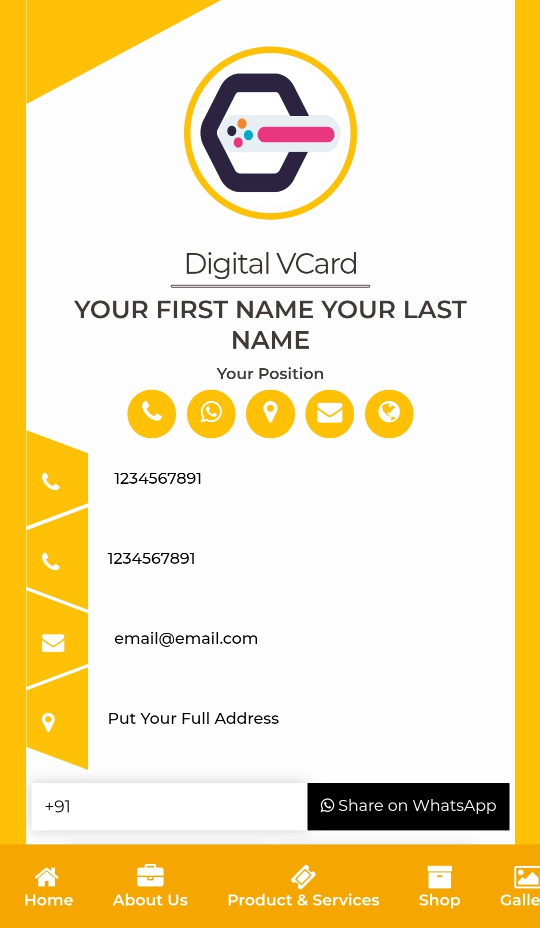 Digital VCard
YOUR FIRST NAME YOUR LAST
NAME
Your Position
1234567891
1234567891
email@email.com
Put Your Full Address
+91 Share on WhatsApp
Home About Us Product & Services Shop Galle